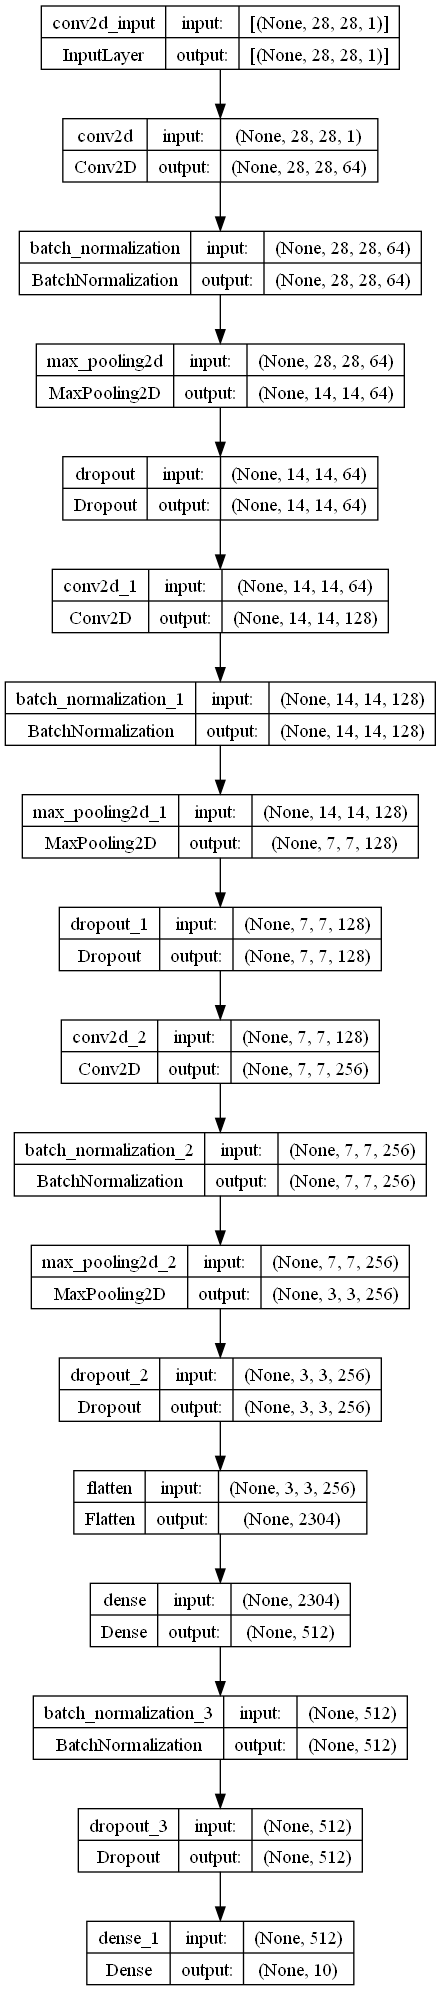 conv2d_input input: [(None, 28, 28, 1)]
InputLayer output: [(None, 28, 28, 1)]
conv2d input: (None, 28, 28, 1)
Conv2D output: (None, 28, 28, 64)
batch_normalization input: (None, 28, 28, 64)
BatchNormalization output: (None, 28, 28, 64)
max_pooling2d input: (None, 28, 28, 64)
MaxPooling2D output: (None, 14, 14, 64)
dropout input: (None, 14, 14, 64)
Dropout output: (None, 14, 14, 64)
conv2d_1 input: (None, 14, 14, 64)
Conv2D output: (None, 14, 14, 128)
batch_normalization_1 input: (None, 14, 14, 128)
BatchNormalization output: (None, 14, 14, 128)
max_pooling2d_1 input: (None, 14, 14, 128)
MaxPooling2D output: (None, 7, 7, 128)
dropout_1 input: (None, 7, 7, 128)
Dropout output: (None, 7, 7, 128)
conv2d_2 input: (None, 7, 7, 128)
Conv2D output: (None, 7, 7, 256)
batch_normalization_2 input: (None, 7, 7, 256)
BatchNormalization output: (None, 7, 7, 256)
max_pooling2d_2 input: (None, 7, 7, 256)
MaxPooling2D output: (None, 3, 3, 256)
dropout_2 input: (None, 3, 3, 256)
Dropout output: (None, 3, 3, 256)
flatten input: (None, 3, 3, 256)
Flatten output: (None, 2304)
dense input: (None, 2304)
Dense output: (None, 512)
batch_normalization_3 input: (None, 512)
BatchNormalization output: (None, 512)
dropout_3 input: (None, 512)
Dropout output: (None, 512)
dense_1 input: (None, 512)
Dense output: (None, 10)